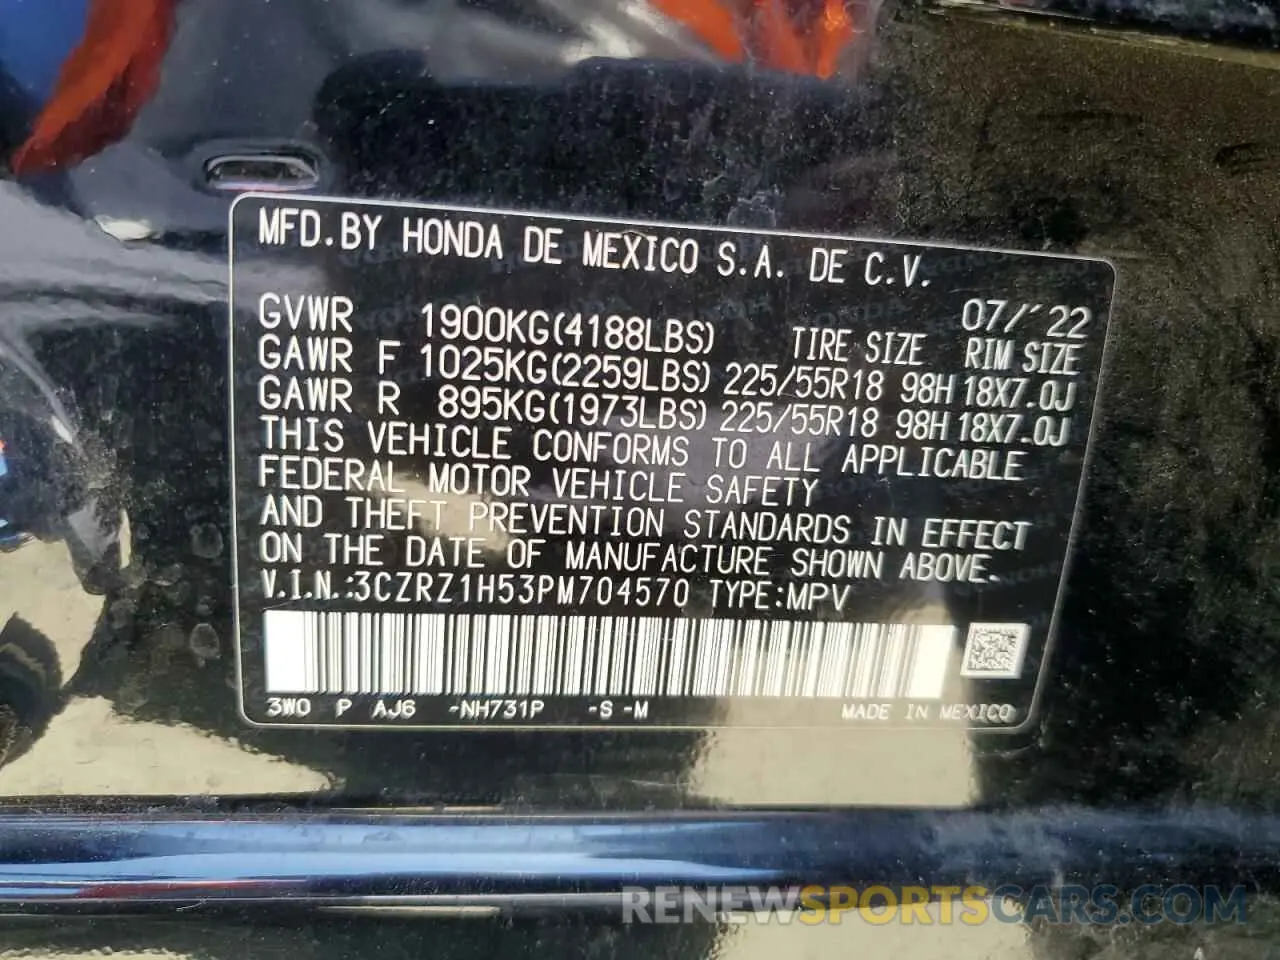 MFD.BY HONDA DE MEXICO S.A. DE C.V.
07/´22
GVWR 1900KG(4188LBS) TIRE SIZE RIM SIZE
GAWR F 1025KG(2259LBS) 225/55R18 98H 18X7.0J
GAWR R 895KG(1973LBS) 225/55R18 98H 18X7.0J
THIS VEHICLE CONFORMS TO ALL APPLICABLE
FEDERAL MOTOR VEHICLE SAFETY
AND THEFT PREVENTION STANDARDS IN EFFECT
ON THE DATE OF MANUFACTURE SHOWN ABOVE.
V.I.N.:3CZRZ1H53PM704570 TYPE:MPV
3W0 P AJ6 -NH731P -S -M MADE IN MEXICO
RENEWSPORTSCARS.COM